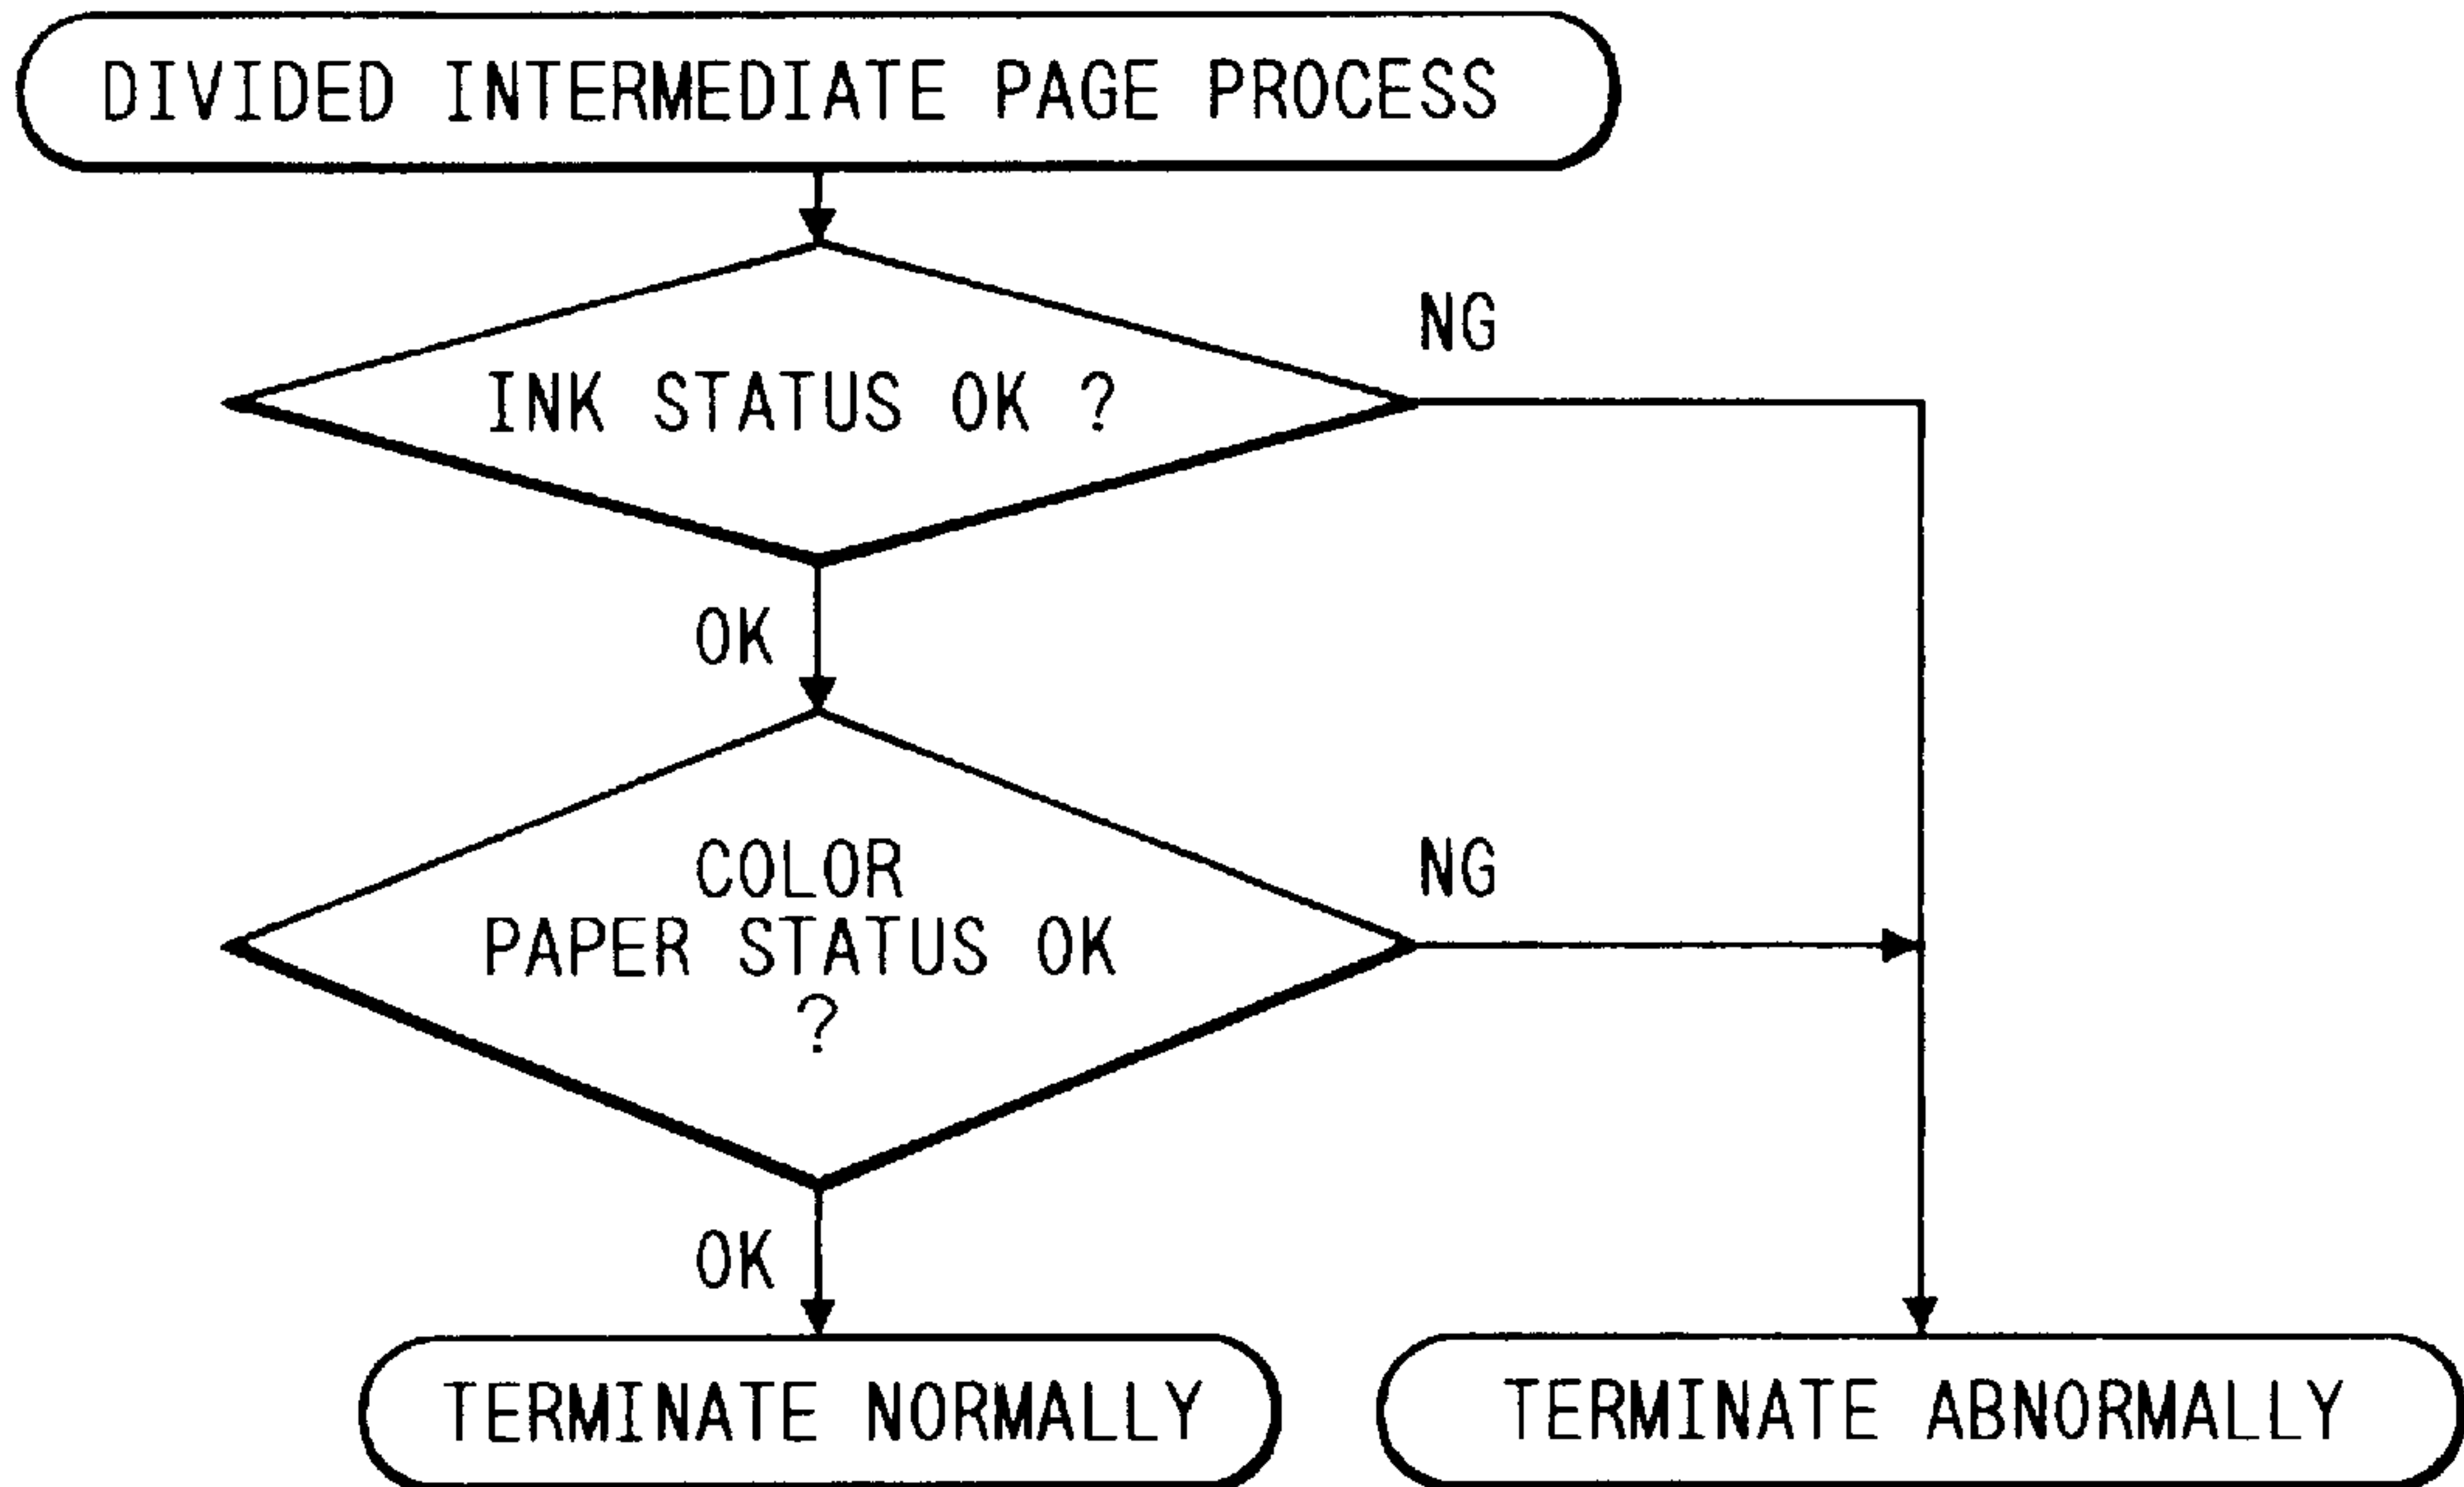 DIVIDED INTERMEDIATE PAGE PROCESS
NG
INK STATUS OK ?
OK
COLOR
NG
PAPER STATUS OK
?
OK
TERMINATE NORMALLY
TERMINATE ABNORMALLY